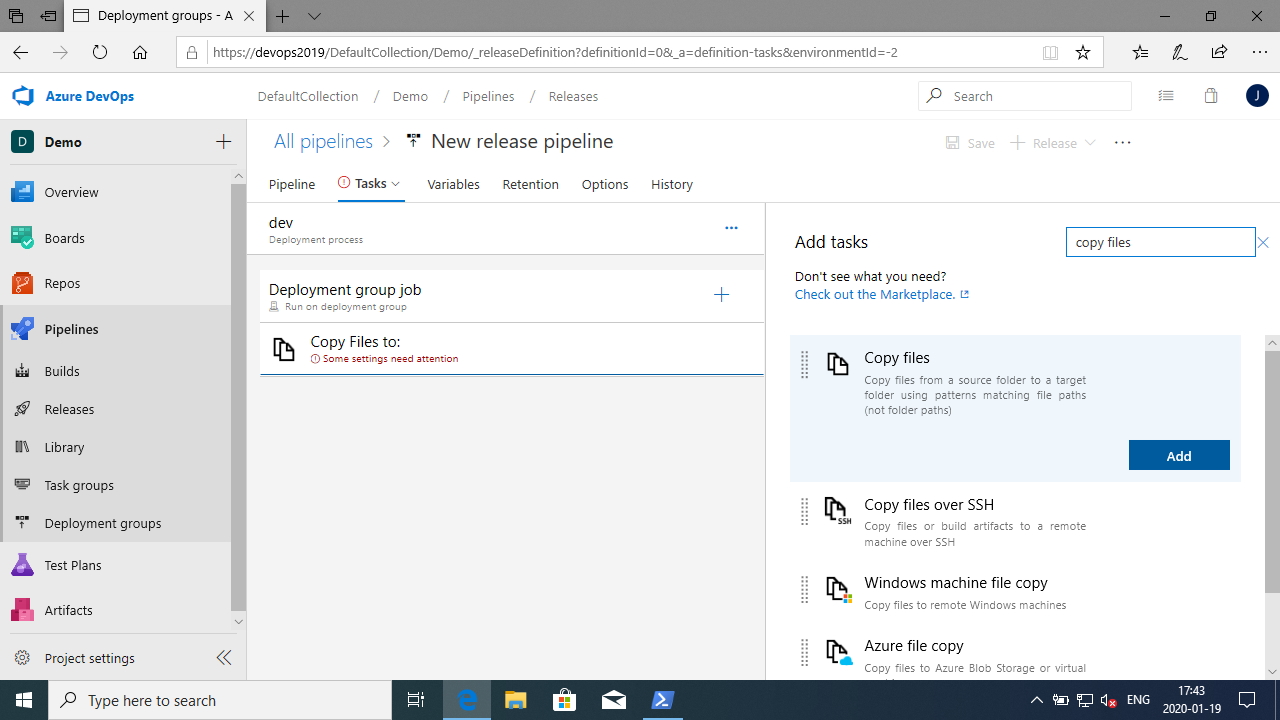 Deployment groups - A
https://devops2019/DefaultCollection/Demo/_releaseDefinition?definitionId=0&_a=definition-tasks&environmentId=-2
Azure DevOps
DefaultCollection / Demo / Pipelines / Releases
Search
J
D Demo
All pipelines > New release pipeline
Save
Release
Pipeline
Tasks
Variables
Retention
Options
History
Overview
Boards
Repos
Pipelines
Builds
Releases
Library
Task groups
Deployment groups
Test Plans
Artifacts
Project settings
dev
Deployment process
Deployment group job
Run on deployment group
Copy Files to:
Some settings need attention
Add tasks
copy files
Don't see what you need?
Check out the Marketplace.
Copy files
Copy files from a source folder to a target
folder using patterns matching file paths
(not folder paths)
Add
Copy files over SSH
SSH
Copy files or build artifacts to a remote
machine over SSH
Windows machine file copy
Copy files to remote Windows machines
Azure file copy
Copy files to Azure Blob Storage or virtual
Type here to search
ENG
17:43
2020-01-19